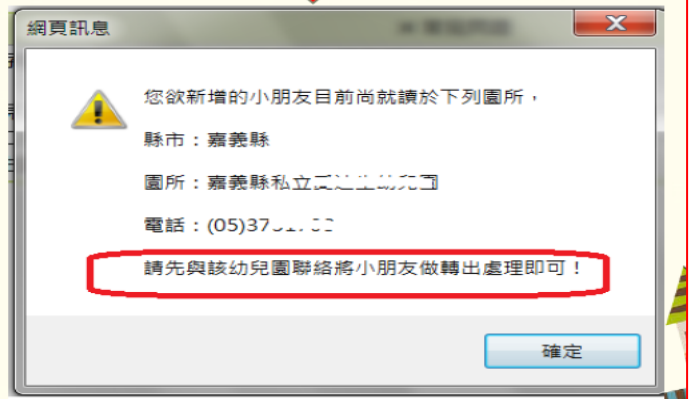 網頁訊息
您欲新增的小朋友目前尚就讀於下列園所，
縣市：嘉義縣
園所：嘉義縣私立
電話：(05)37
請先與該幼兒園聯絡將小朋友做轉出處理即可！
確定